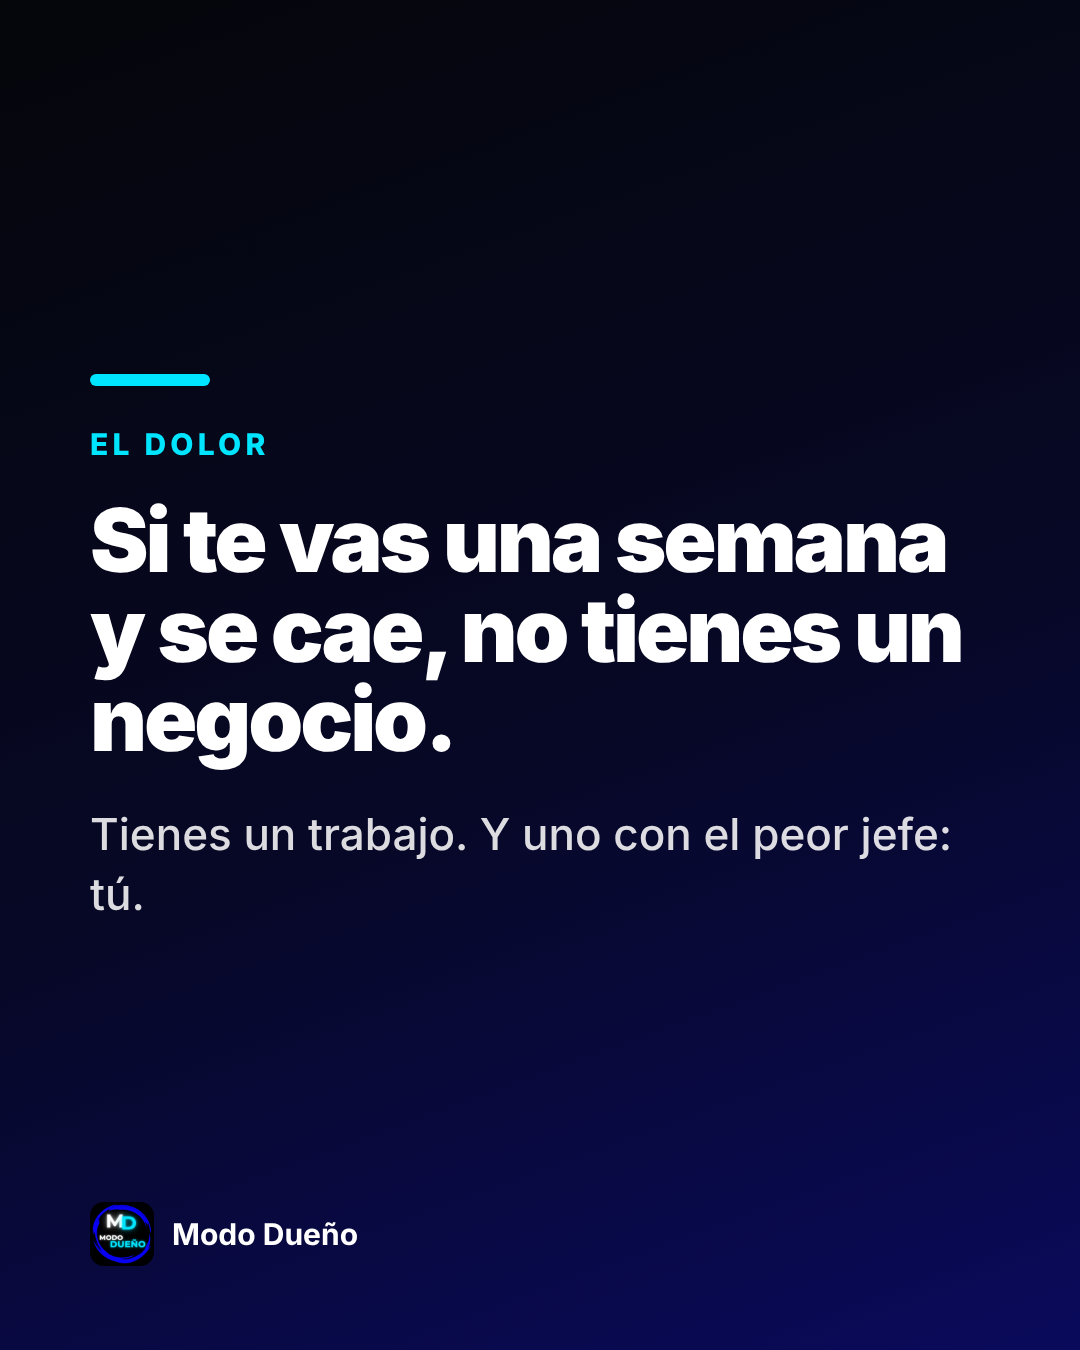 EL DOLOR
Si te vas una semana
y se cae, no tienes un
negocio.
Tienes un trabajo. Y uno con el peor jefe:
tú.
MD
MODO
DUEÑO
Modo Dueño